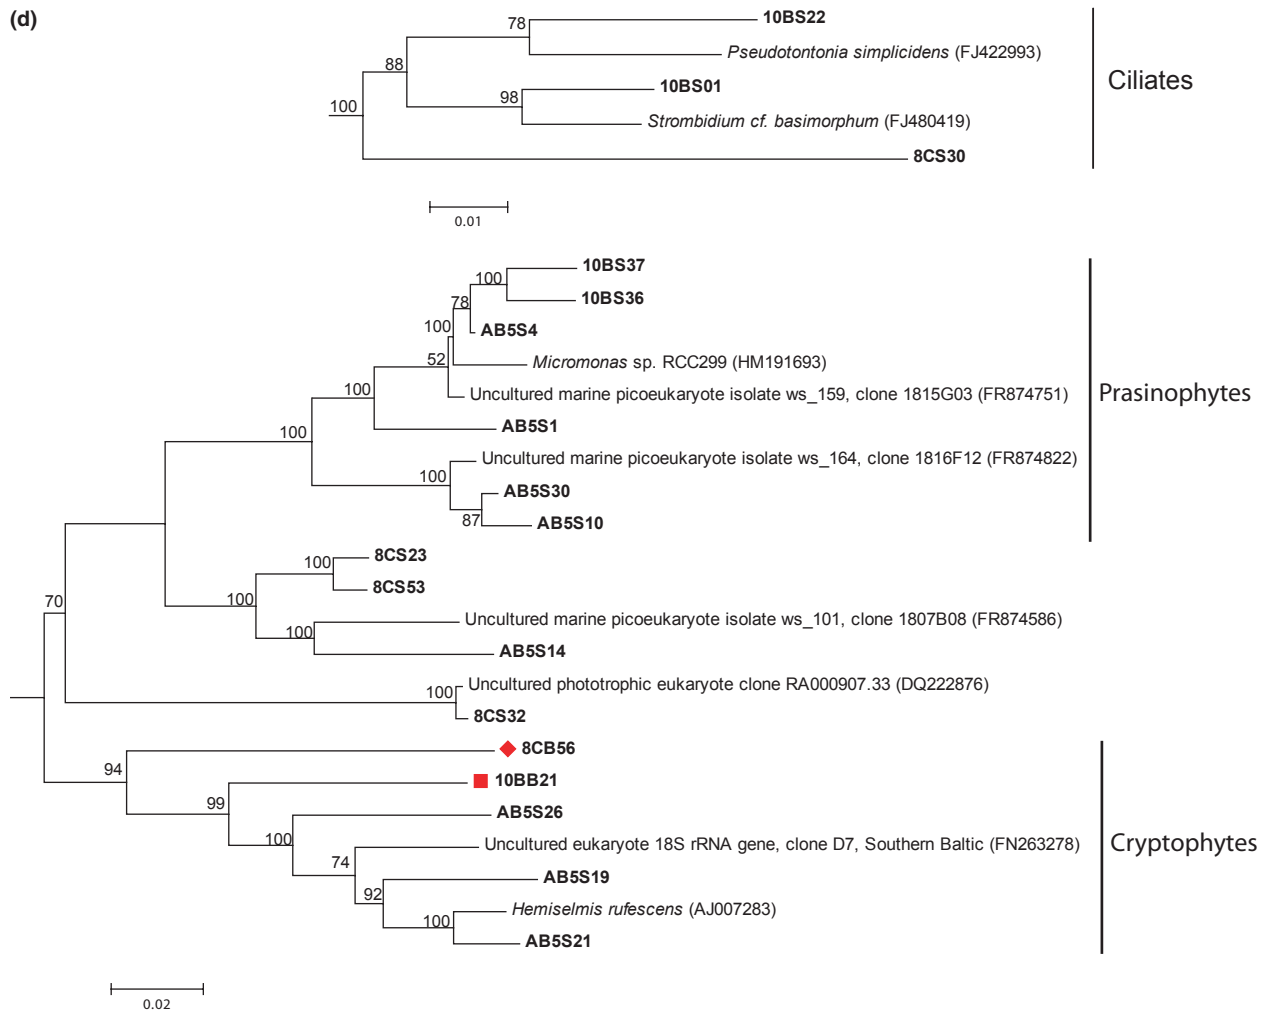 (d)
78
10BS22
Pseudotontonia simplicidens (FJ422993)
88
100
98
10BS01
Strombidium cf. basimorphum (FJ480419)
8CS30
Ciliates
0.01
10BS37
100
10BS36
78
AB5S4
100
Micromonas sp. RCC299 (HM191693)
52
Uncultured marine picoeukaryote isolate ws_159, clone 1815G03 (FR874751)
100
AB5S1
100
Uncultured marine picoeukaryote isolate ws_164, clone 1816F12 (FR874822)
100
AB5S30
87
AB5S10
Prasinophytes
8CS23
100
8CS53
100
Uncultured marine picoeukaryote isolate ws_101, clone 1807B08 (FR874586)
100
AB5S14
70
Uncultured phototrophic eukaryote clone RA000907.33 (DQ222876)
100
8CS32
8CB56
94
10BB21
99
AB5S26
100
Uncultured eukaryote 18S rRNA gene, clone D7, Southern Baltic (FN263278)
74
AB5S19
92
Hemiselmis rufescens (AJ007283)
100
AB5S21
Cryptophytes
0.02